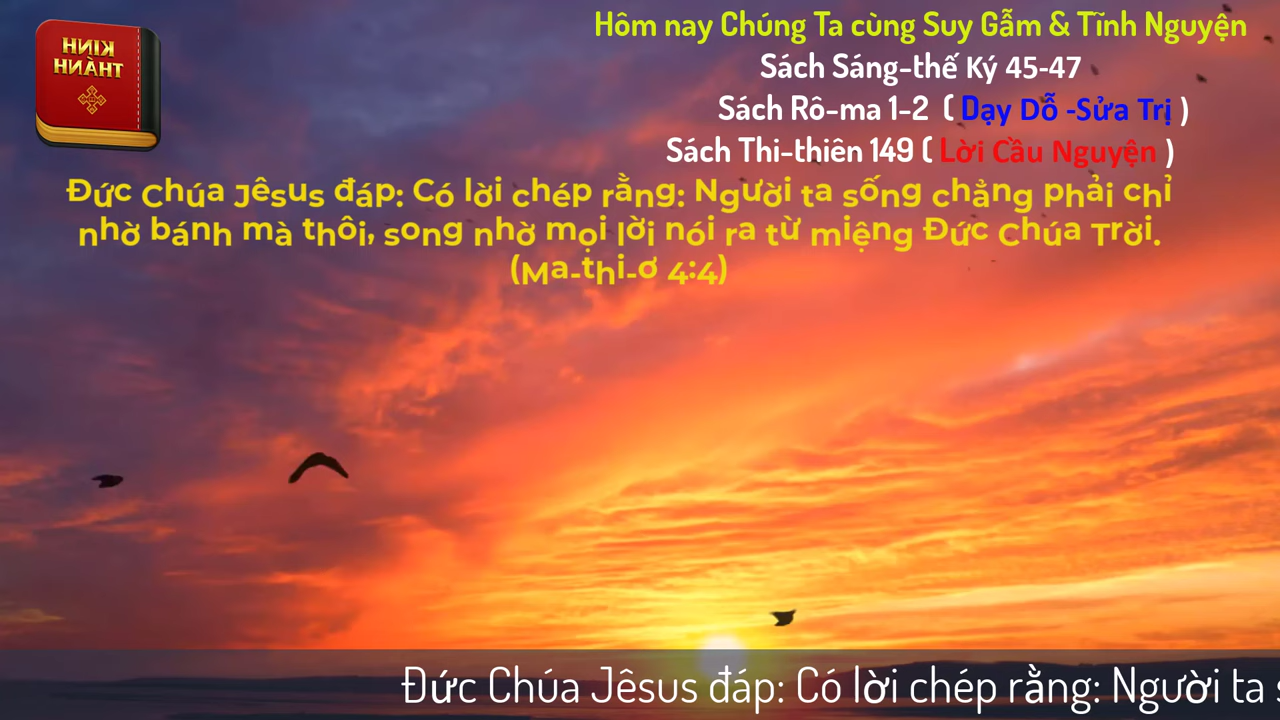 KINH
THÀNH
Hôm nay Chúng Ta cùng Suy Gẫm & Tĩnh Nguyện
Sách Sáng-thế Ký 45-47
Sách Rô-ma 1-2 ( Dạy Dỗ -Sửa Trị )
Sách Thi-thiên 149 ( Lời Cầu Nguyện )
Đức Chúa Jêsus đáp: Có lời chép rằng: Người ta sống chẳng phải chỉ
nhờ bánh mà thôi, song nhờ mọi lời nói ra từ miệng Đức Chúa Trời.
(Ma-thi-ơ 4:4)
Đức Chúa Jêsus đáp: Có lời chép rằng: Người ta